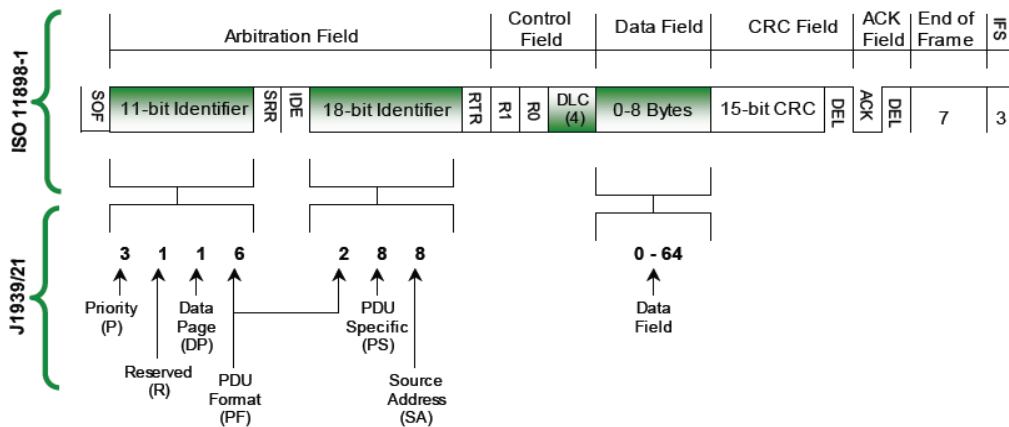 Arbitration Field
Control
Field
Data Field
CRC Field
ACK
Field
End of
Frame
IFS
ISO 11898-1
SOF
11-bit Identifier
SRR
IDE
18-bit Identifier
RTR
R1
R0
DLC
(4)
0-8 Bytes
15-bit CRC
DEL
ACK
DEL
7
3
J1939/21
3 1 1 6 2 8 8 0 - 64
Priority
(P)
Reserved
(R)
Data
Page
(DP)
PDU
Format
(PF)
PDU
Specific
(PS)
Source
Address
(SA)
Data
Field